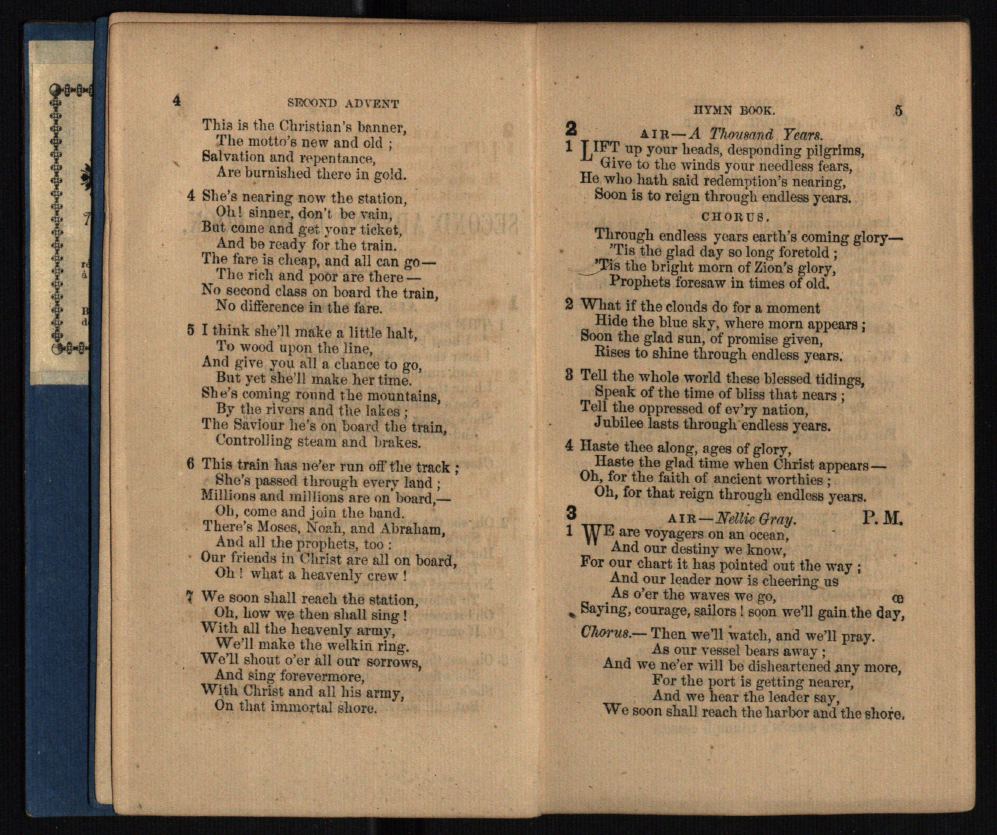 4 SECOND ADVENT
This is the Christian's banner,
The motto's new and old ;
Salvation and repentance,
Are burnished there in gold.
4 She's nearing now the station,
Oh! sinner, don't be vain,
But come and get your ticket,
And be ready for the train.
The fare is cheap, and all can go—
The rich and poor are there—
No second class on board the train,
No difference in the fare.
5 I think she'll make a little halt,
To wood upon the line,
And give you all a chance to go,
But yet she'll make her time.
She's coming round the mountains,
By the rivers and the lakes ;
The Saviour he's on board the train,
Controlling steam and brakes.
6 This train has ne'er run off the track ;
She's passed through every land ;
Millions and millions are on board,—
Oh, come and join the band.
There's Moses, Noah, and Abraham,
And all the prophets, too :
Our friends in Christ are all on board,
Oh ! what a heavenly crew !
7 We soon shall reach the station,
Oh, how we then shall sing !
With all the heavenly army,
We'll make the welkin ring.
We'll shout o'er all our sorrows,
And sing forevermore,
With Christ and all his army,
On that immortal shore.
HYMN BOOK. 5
2 AIR—A Thousand Years.
1 LIFT up your heads, desponding pilgrims,
Give to the winds your needless fears,
He who hath said redemption's nearing,
Soon is to reign through endless years.
CHORUS.
Through endless years earth's coming glory—
'Tis the glad day so long foretold ;
'Tis the bright morn of Zion's glory,
Prophets foresaw in times of old.
2 What if the clouds do for a moment
Hide the blue sky, where morn appears ;
Soon the glad sun, of promise given,
Rises to shine through endless years.
3 Tell the whole world these blessed tidings,
Speak of the time of bliss that nears ;
Tell the oppressed of ev'ry nation,
Jubilee lasts through endless years.
4 Haste thee along, ages of glory,
Haste the glad time when Christ appears—
Oh, for the faith of ancient worthies ;
Oh, for that reign through endless years.
3 AIR—Nellie Gray. P. M.
1 WE are voyagers on an ocean,
And our destiny we know,
For our chart it has pointed out the way ;
And our leader now is cheering us
As o'er the waves we go,
Saying, courage, sailors ! soon we'll gain the day,
Chorus.— Then we'll watch, and we'll pray.
As our vessel bears away ;
And we ne'er will be disheartened any more,
For the port is getting nearer,
And we hear the leader say,
We soon shall reach the harbor and the shore.